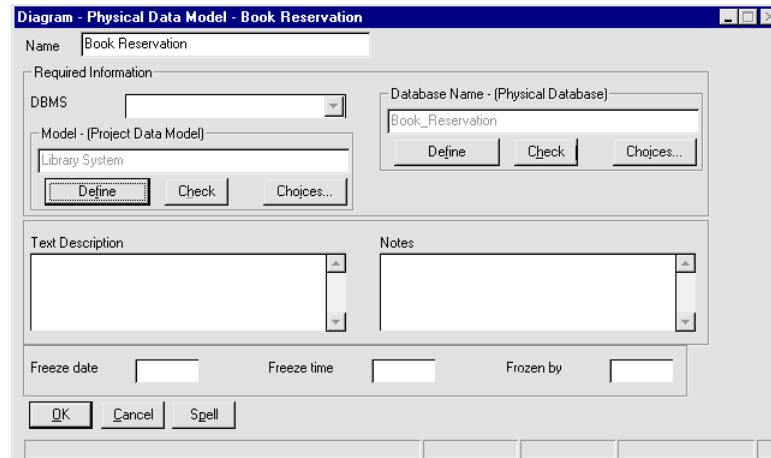 Diagram - Physical Data Model - Book Reservation
Name Book Reservation
Required Information
DBMS
Database Name - (Physical Database)
Book_Reservation
Define Check Choices...
Model - (Project Data Model)
Library System
Define Check Choices...
Text Description Notes
Freeze date Freeze time Frozen by
OK Cancel Spell